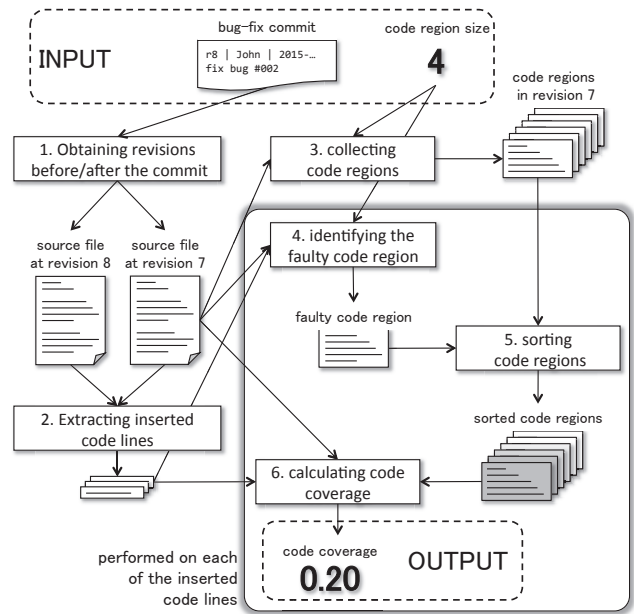 bug-fix commit
code region size
INPUT
r8 | John | 2015-…
fix bug #002
4
code regions
in revision 7
1. Obtaining revisions
before/after the commit
3. collecting
code regions
source file
at revision 8
source file
at revision 7
4. identifying the
faulty code region
faulty code region
5. sorting
code regions
2. Extracting inserted
code lines
sorted code regions
6. calculating code
coverage
performed on each
of the inserted
code lines
code coverage
0.20
OUTPUT